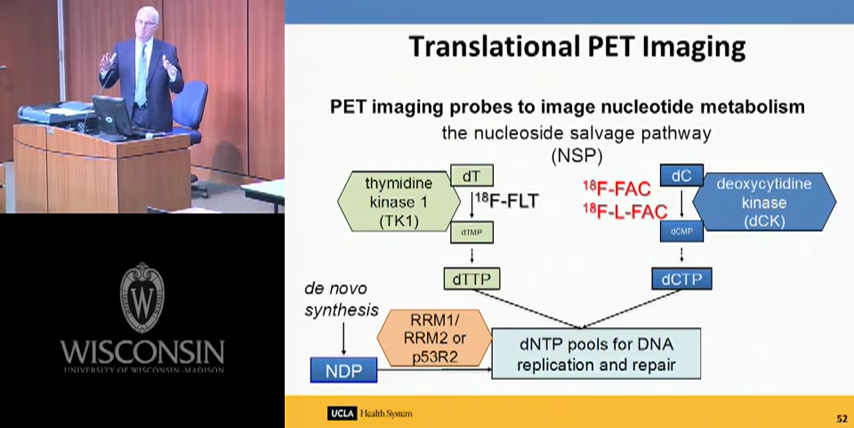 Translational PET Imaging
PET imaging probes to image nucleotide metabolism
the nucleoside salvage pathway
(NSP)
thymidine
kinase 1
(TK1)
dT
18F-FLT
dTMP
dTTP
18F-FAC
18F-L-FAC
dC
dCMP
dCTP
deoxycytidine
kinase
(dCK)
de novo
synthesis
NDP
RRM1/
RRM2 or
p53R2
dNTP pools for DNA
replication and repair
UCLA Health System
52
W
WISCONSIN
UNIVERSITY OF WISCONSIN-MADISON